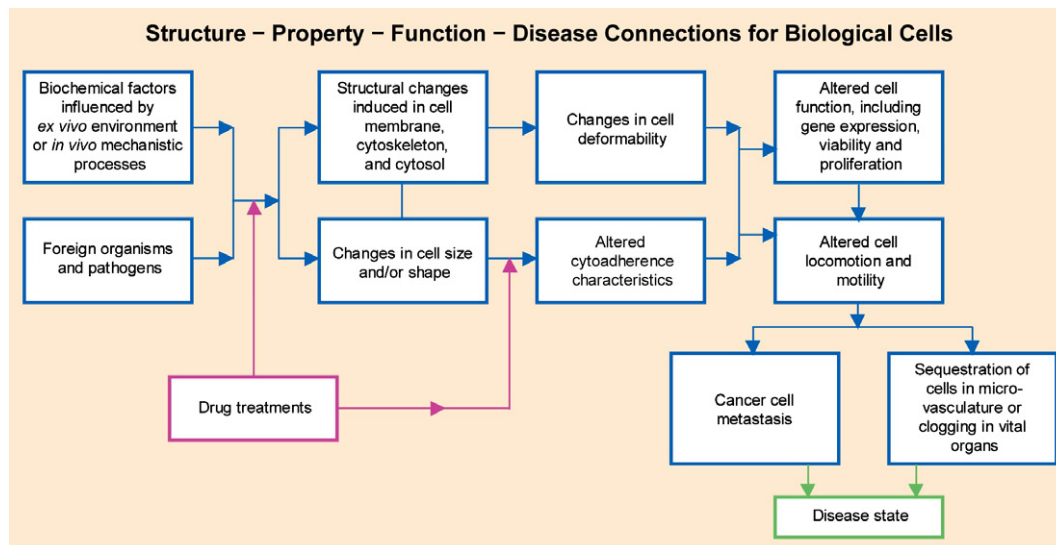 Structure − Property − Function − Disease Connections for Biological Cells
Biochemical factors
influenced by
ex vivo environment
or in vivo mechanistic
processes
Structural changes
induced in cell
membrane,
cytoskeleton,
and cytosol
Changes in cell
deformability
Altered cell
function, including
gene expression,
viability and
proliferation
Foreign organisms
and pathogens
Changes in cell size
and/or shape
Altered
cytoadherence
characteristics
Altered cell
locomotion and
motility
Drug treatments
Cancer cell
metastasis
Sequestration of
cells in micro-
vasculature or
clogging in vital
organs
Disease state